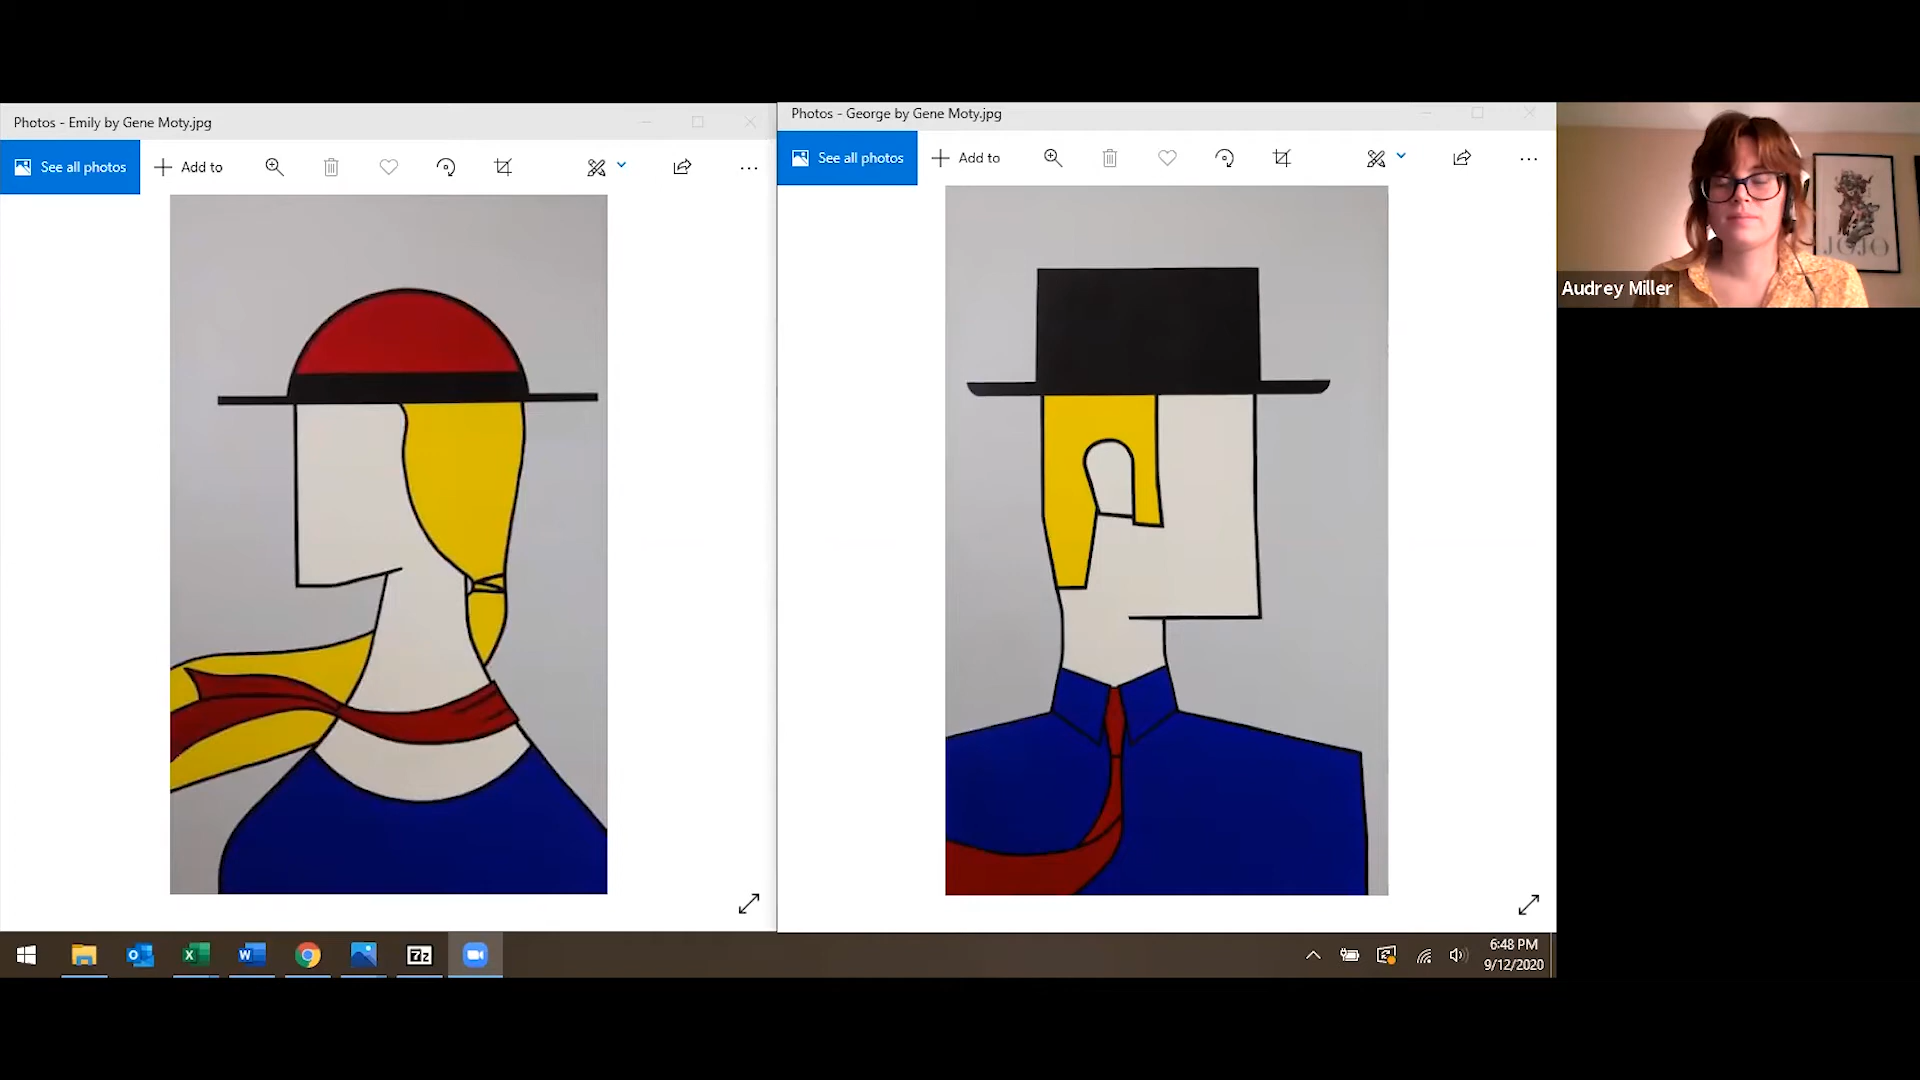 Photos - Emily by Gene Moty.jpg
See all photos
Add to
Photos - George by Gene Moty.jpg
See all photos
Add to
JOJO
Audrey Miller
7z
6:48 PM
9/12/2020